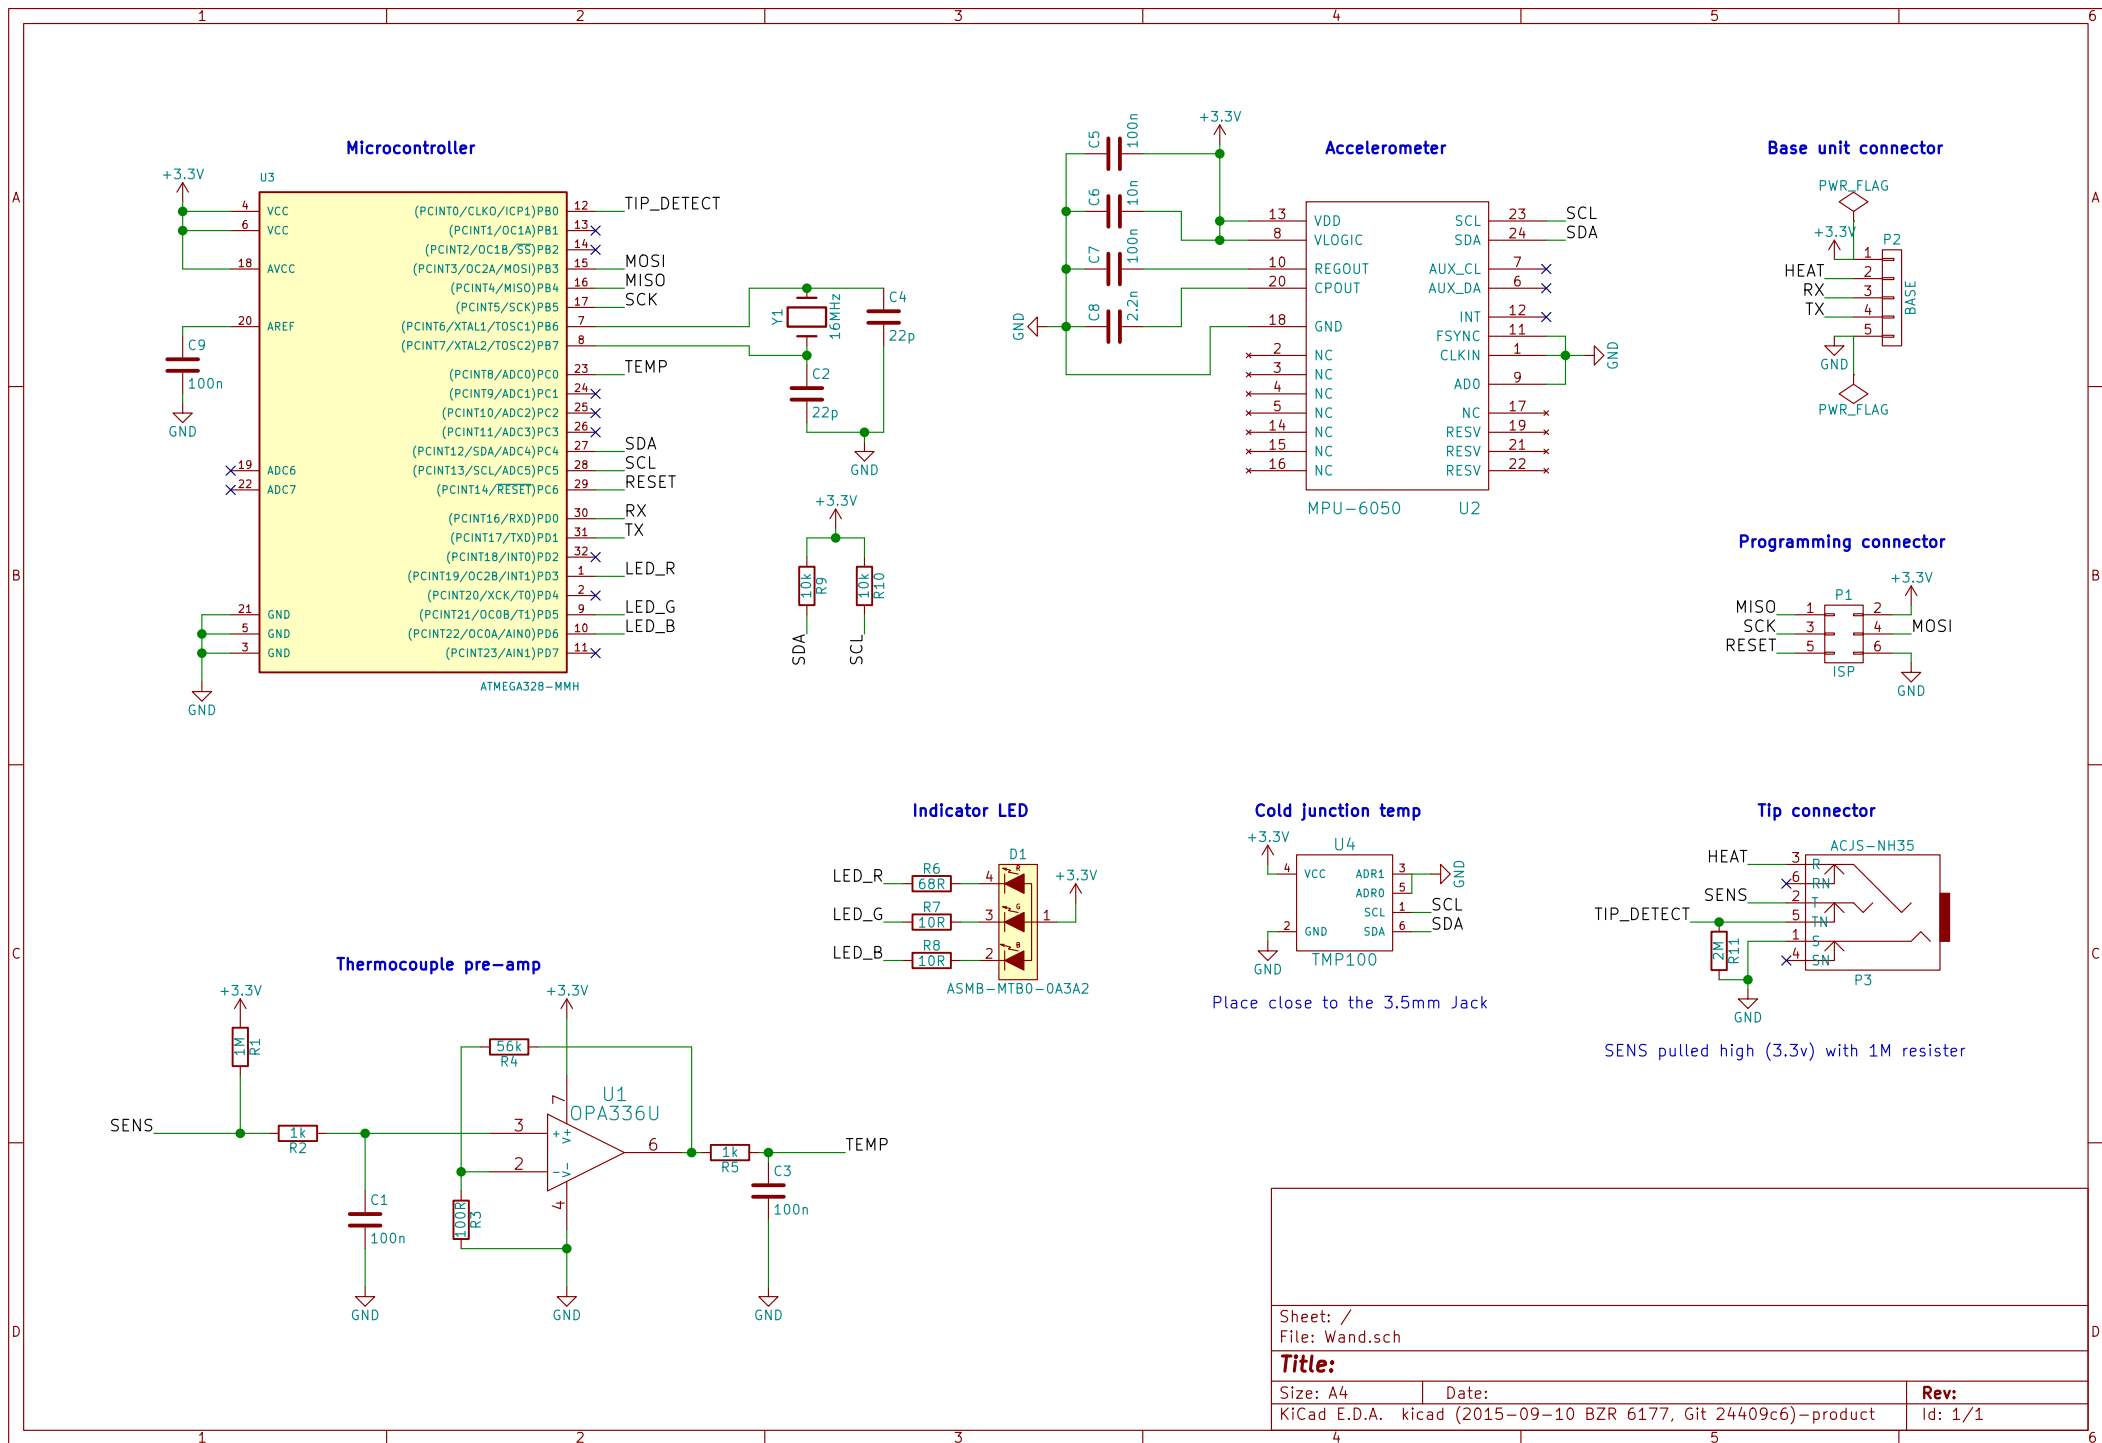 1 2 3 4 5 6
A
B
C
D
Microcontroller
+3.3V
U3
4 VCC
6 VCC
18 AVCC
20 AREF
C9
100n
GND
19 ADC6
22 ADC7
21 GND
5 GND
3 GND
GND
(PCINT0/CLKO/ICP1)PB0 12 TIP_DETECT
(PCINT1/OC1A)PB1 13
(PCINT2/OC1B/SS)PB2 14
(PCINT3/OC2A/MOSI)PB3 15 MOSI
(PCINT4/MISO)PB4 16 MISO
(PCINT5/SCK)PB5 17 SCK
(PCINT6/XTAL1/TOSC1)PB6 7
(PCINT7/XTAL2/TOSC2)PB7 8
(PCINT8/ADC0)PC0 23 TEMP
(PCINT9/ADC1)PC1 24
(PCINT10/ADC2)PC2 25
(PCINT11/ADC3)PC3 26
(PCINT12/SDA/ADC4)PC4 27 SDA
(PCINT13/SCL/ADC5)PC5 28 SCL
(PCINT14/RESET)PC6 29 RESET
(PCINT16/RXD)PD0 30 RX
(PCINT17/TXD)PD1 31 TX
(PCINT18/INT0)PD2 32
(PCINT19/OC2B/INT1)PD3 1 LED_R
(PCINT20/XCK/T0)PD4 2
(PCINT21/OC0B/T1)PD5 9 LED_G
(PCINT22/OC0A/AIN0)PD6 10 LED_B
(PCINT23/AIN1)PD7 11
ATMEGA328-MMH
Y1
16MHz
C4
22p
C2
22p
GND
+3.3V
10k
R9
10k
R10
SDA
SCL
Accelerometer
+3.3V
C5
100n
C6
10n
C7
100n
C8
2.2n
GND
13 VDD
8 VLOGIC
10 REGOUT
20 CPOUT
18 GND
2 NC
3 NC
4 NC
5 NC
14 NC
15 NC
16 NC
SCL 23 SCL
SDA 24 SDA
AUX_CL 7
AUX_DA 6
INT 12
FSYNC 11
CLKIN 1
GND
AD0 9
NC 17
RESV 19
RESV 21
RESV 22
MPU-6050 U2
Base unit connector
PWR_FLAG
+3.3V
P2
1
HEAT 2
RX 3
TX 4
5
BASE
GND
PWR_FLAG
Programming connector
+3.3V
P1
MISO 1 2
SCK 3 4 MOSI
RESET 5 6
ISP
GND
Indicator LED
D1
LED_R R6 68R 4 R
LED_G R7 10R 3 G
LED_B R8 10R 2 B
1
+3.3V
ASMB-MTB0-0A3A2
Cold junction temp
+3.3V
U4
4 VCC
2 GND
GND
ADR1 3
ADR0 5
SCL 1 SCL
SDA 6 SDA
GND
TMP100
Place close to the 3.5mm Jack
Tip connector
ACJS-NH35
HEAT 3 R
6 RN
SENS 2 T
TIP_DETECT 5 TN
1 S
4 SN
2M
R11
P3
GND
SENS pulled high (3.3v) with 1M resister
Thermocouple pre-amp
+3.3V
1M
R1
SENS
1k
R2
C1
100n
GND
+3.3V
56k
R4
U1
OPA336U
7
3 + V+
2 - V-
4
6
100R
R3
GND
1k
R5
TEMP
C3
100n
GND
Sheet: /
File: Wand.sch
Title:
Size: A4 Date: Rev:
KiCad E.D.A. kicad (2015-09-10 BZR 6177, Git 24409c6)-product Id: 1/1
A
B
C
D
1 2 3 4 5 6